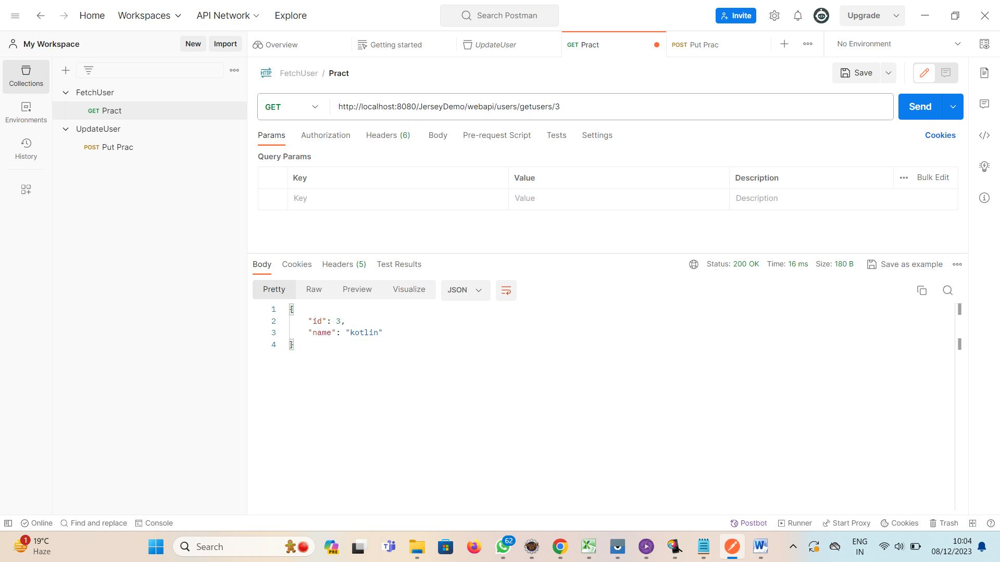 Home Workspaces API Network Explore Search Postman Invite Upgrade
My Workspace New Import Overview Getting started UpdateUser GET Pract POST Put Prac No Environment
Collections
Environments
History
FetchUser
GET Pract
UpdateUser
POST Put Prac
HTTP FetchUser / Pract Save
GET http://localhost:8080/JerseyDemo/webapi/users/getusers/3 Send
Params Authorization Headers (6) Body Pre-request Script Tests Settings Cookies
Query Params
Key Value Description Bulk Edit
Key Value Description
Body Cookies Headers (5) Test Results Status: 200 OK Time: 16 ms Size: 180 B Save as example
Pretty Raw Preview Visualize JSON
1 {
2 "id": 3,
3 "name": "kotlin"
4 }
Online Find and replace Console Postbot Runner Start Proxy Cookies Trash
1 19°C
Haze
Search
PRE
62
ENG
IN
10:04
08/12/2023